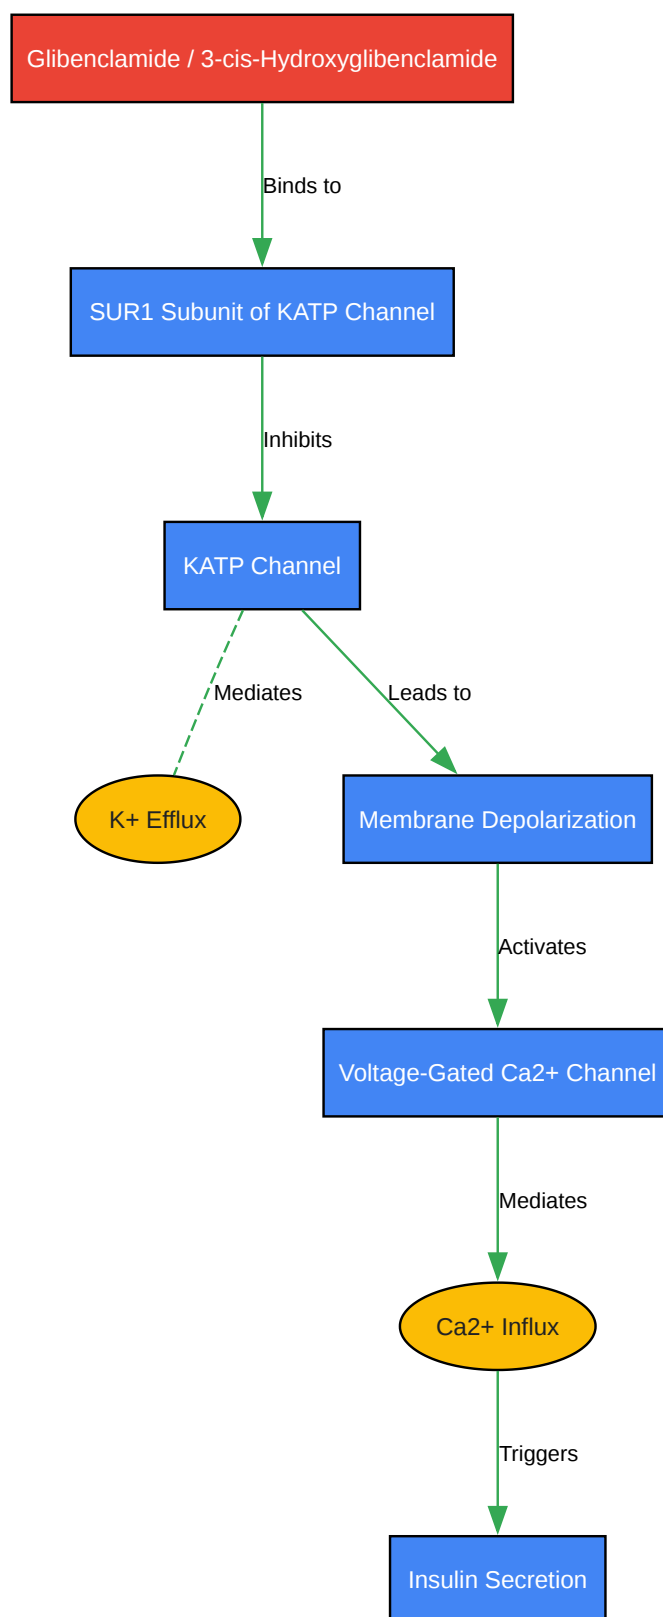 Glibenclamide / 3-cis-Hydroxyglibenclamide
Binds to
SUR1 Subunit of KATP Channel
Inhibits
KATP Channel
Mediates
Leads to
K+ Efflux
Membrane Depolarization
Activates
Voltage-Gated Ca2+ Channel
Mediates
Ca2+ Influx
Triggers
Insulin Secretion